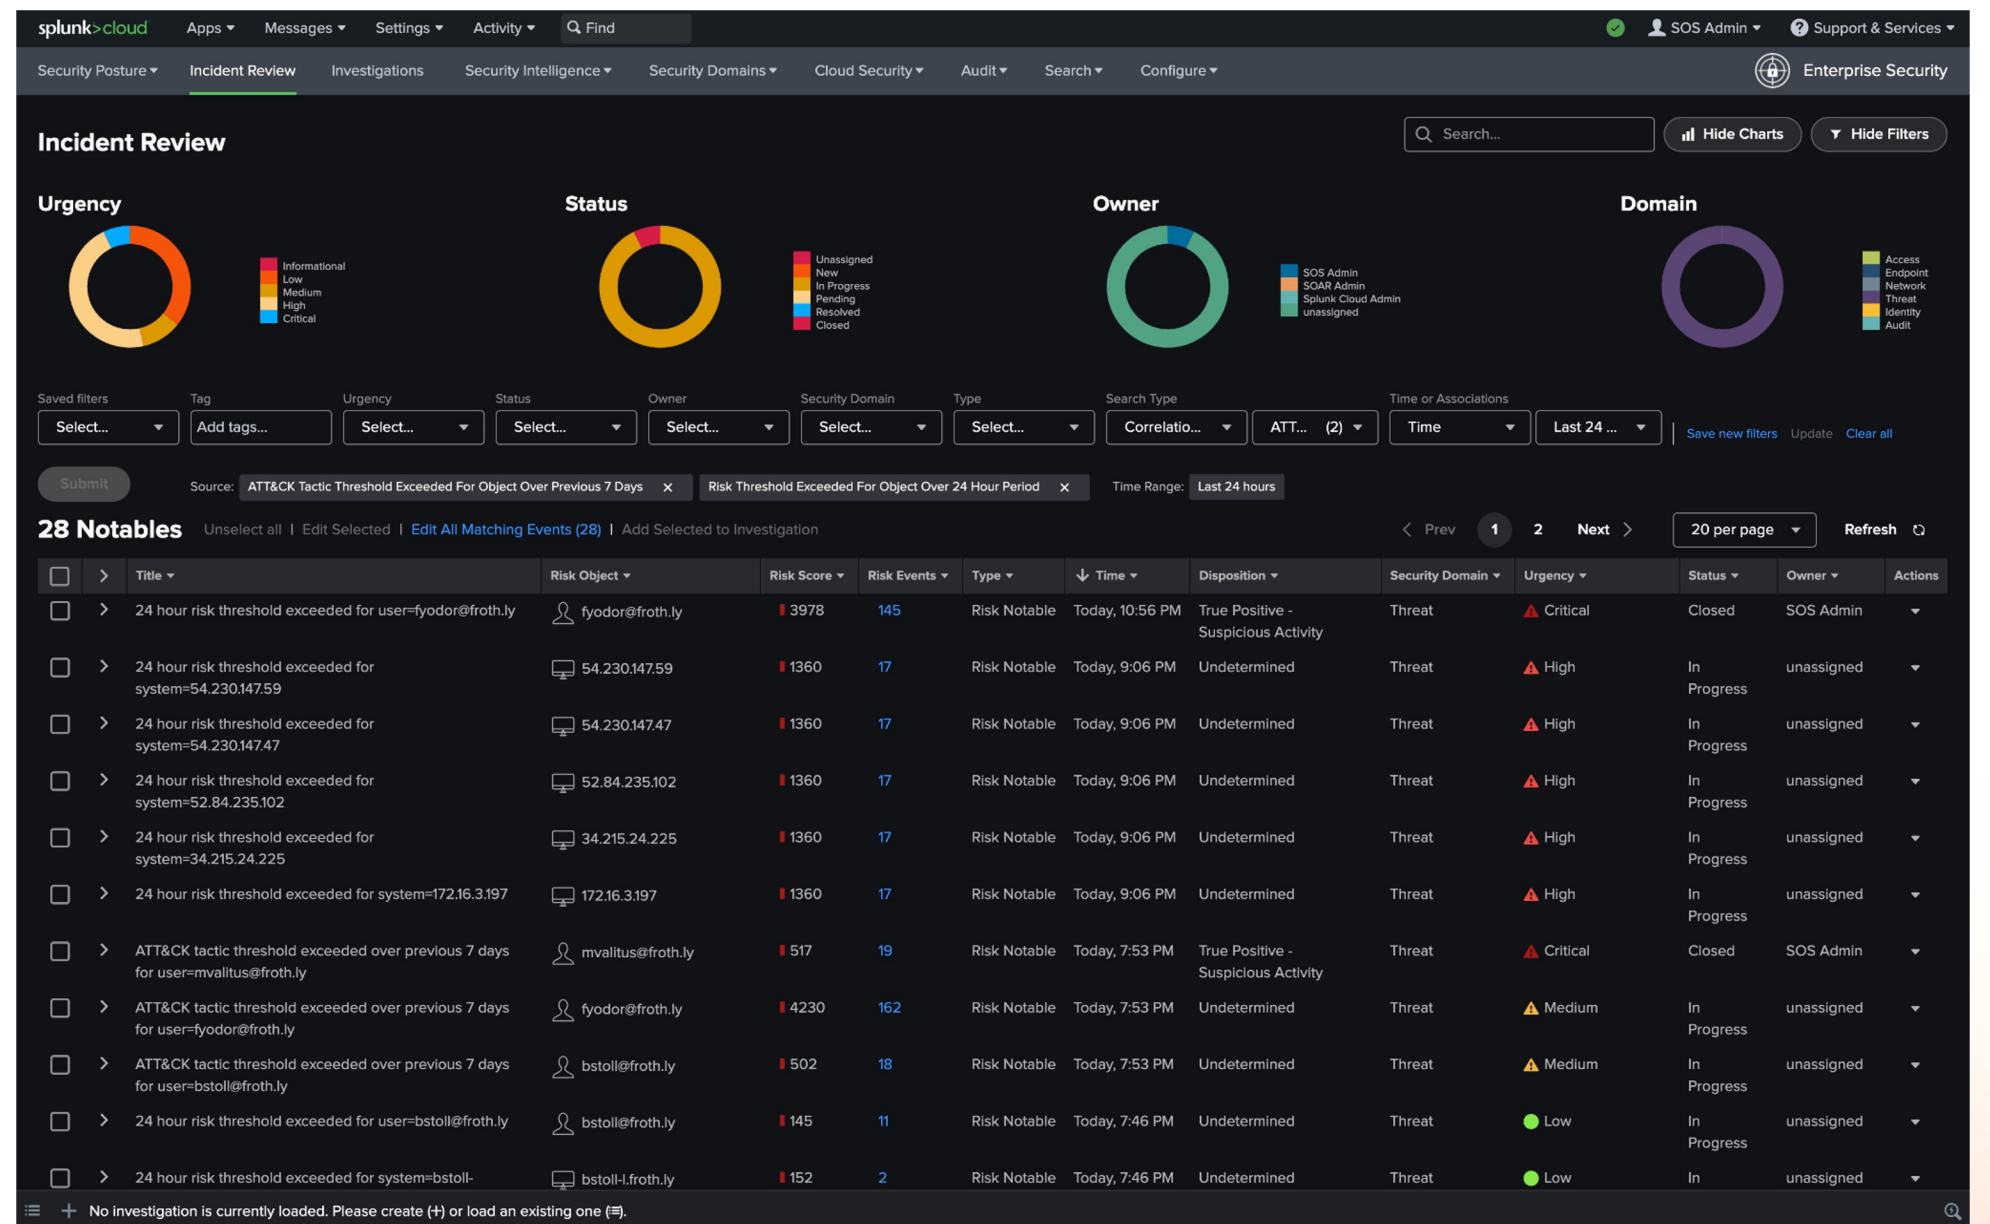 splunk>cloud Apps Messages Settings Activity Find SOS Admin Support & Services
Security Posture Incident Review Investigations Security Intelligence Security Domains Cloud Security Audit Search Configure Enterprise Security
Incident Review Search... Hide Charts Hide Filters
Urgency
Informational
Low
Medium
High
Critical
Status
Unassigned
New
In Progress
Pending
Resolved
Closed
Owner
SOS Admin
SOAR Admin
Splunk Cloud Admin
unassigned
Domain
Access
Endpoint
Network
Threat
Identity
Audit
Saved filters Tag Urgency Status Owner Security Domain Type Search Type Time or Associations
Select... Add tags... Select... Select... Select... Select... Select... Correlatio... ATT... (2) Time Last 24 ... Save new filters Update Clear all
Submit Source: ATT&CK Tactic Threshold Exceeded For Object Over Previous 7 Days Risk Threshold Exceeded For Object Over 24 Hour Period Time Range: Last 24 hours
28 Notables Unselect all | Edit Selected | Edit All Matching Events (28) | Add Selected to Investigation Prev 1 2 Next 20 per page Refresh
Title Risk Object Risk Score Risk Events Type Time Disposition Security Domain Urgency Status Owner Actions
24 hour risk threshold exceeded for user=fyodor@froth.ly fyodor@froth.ly 3978 145 Risk Notable Today, 10:56 PM True Positive - Threat Critical Closed SOS Admin
Suspicious Activity
24 hour risk threshold exceeded for 54.230.147.59 1360 17 Risk Notable Today, 9:06 PM Undetermined Threat High In unassigned
system=54.230.147.59 Progress
24 hour risk threshold exceeded for 54.230.147.47 1360 17 Risk Notable Today, 9:06 PM Undetermined Threat High In unassigned
system=54.230.147.47 Progress
24 hour risk threshold exceeded for 52.84.235.102 1360 17 Risk Notable Today, 9:06 PM Undetermined Threat High In unassigned
system=52.84.235.102 Progress
24 hour risk threshold exceeded for 34.215.24.225 1360 17 Risk Notable Today, 9:06 PM Undetermined Threat High In unassigned
system=34.215.24.225 Progress
24 hour risk threshold exceeded for system=172.16.3.197 172.16.3.197 1360 17 Risk Notable Today, 9:06 PM Undetermined Threat High In unassigned
Progress
ATT&CK tactic threshold exceeded over previous 7 days mvalitus@froth.ly 517 19 Risk Notable Today, 7:53 PM True Positive - Threat Critical Closed SOS Admin
for user=mvalitus@froth.ly Suspicious Activity
ATT&CK tactic threshold exceeded over previous 7 days fyodor@froth.ly 4230 162 Risk Notable Today, 7:53 PM Undetermined Threat Medium In unassigned
for user=fyodor@froth.ly Progress
ATT&CK tactic threshold exceeded over previous 7 days bstoll@froth.ly 502 18 Risk Notable Today, 7:53 PM Undetermined Threat Medium In unassigned
for user=bstoll@froth.ly Progress
24 hour risk threshold exceeded for user=bstoll@froth.ly bstoll@froth.ly 145 11 Risk Notable Today, 7:46 PM Undetermined Threat Low In unassigned
Progress
24 hour risk threshold exceeded for system=bstoll- bstoll-l.froth.ly 152 2 Risk Notable Today, 7:46 PM Undetermined Threat Low In unassigned
No investigation is currently loaded. Please create (+) or load an existing one (≔).